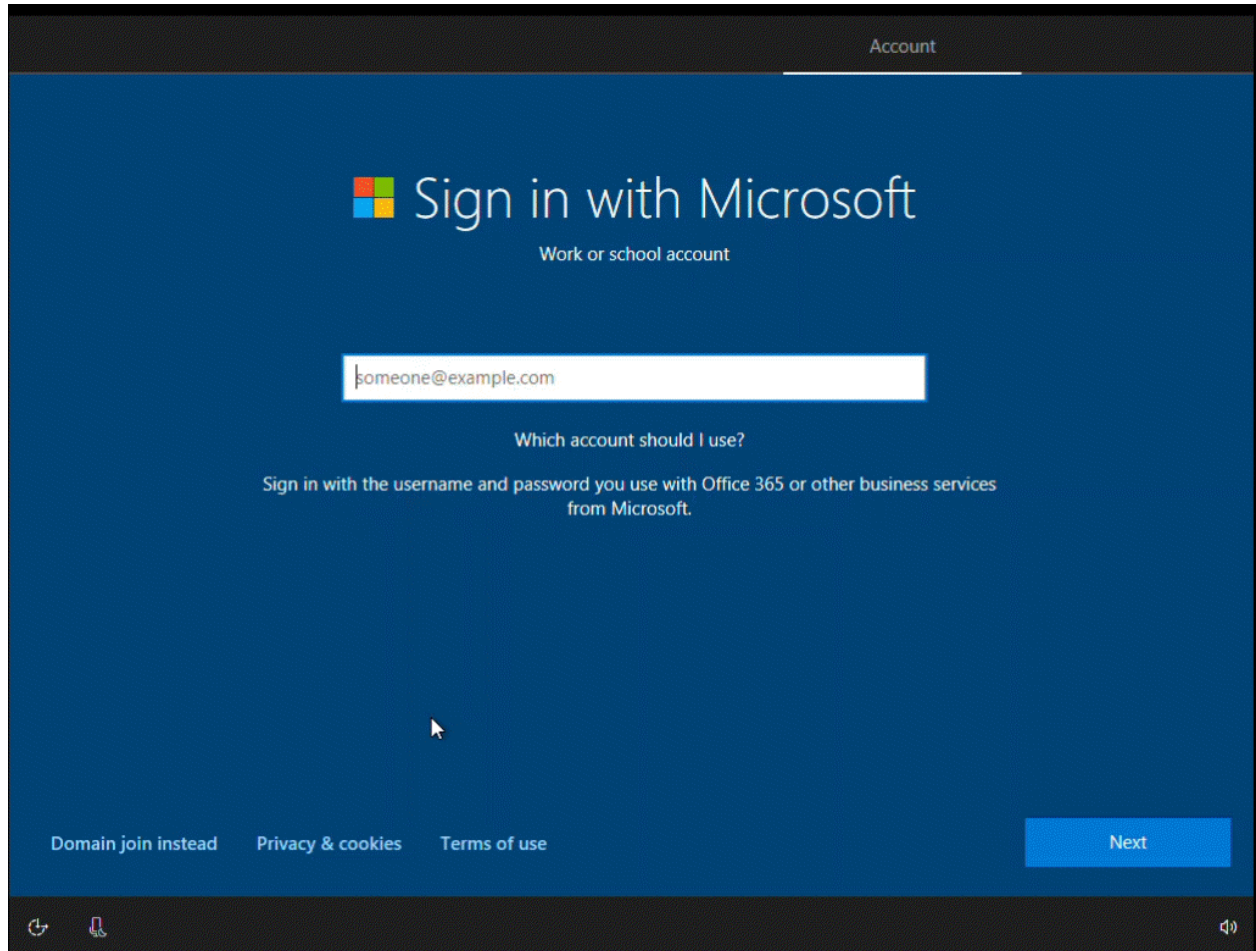 Account
Sign in with Microsoft
Work or school account
someone@example.com
Which account should I use?
Sign in with the username and password you use with Office 365 or other business services
from Microsoft.
Domain join instead
Privacy & cookies
Terms of use
Next